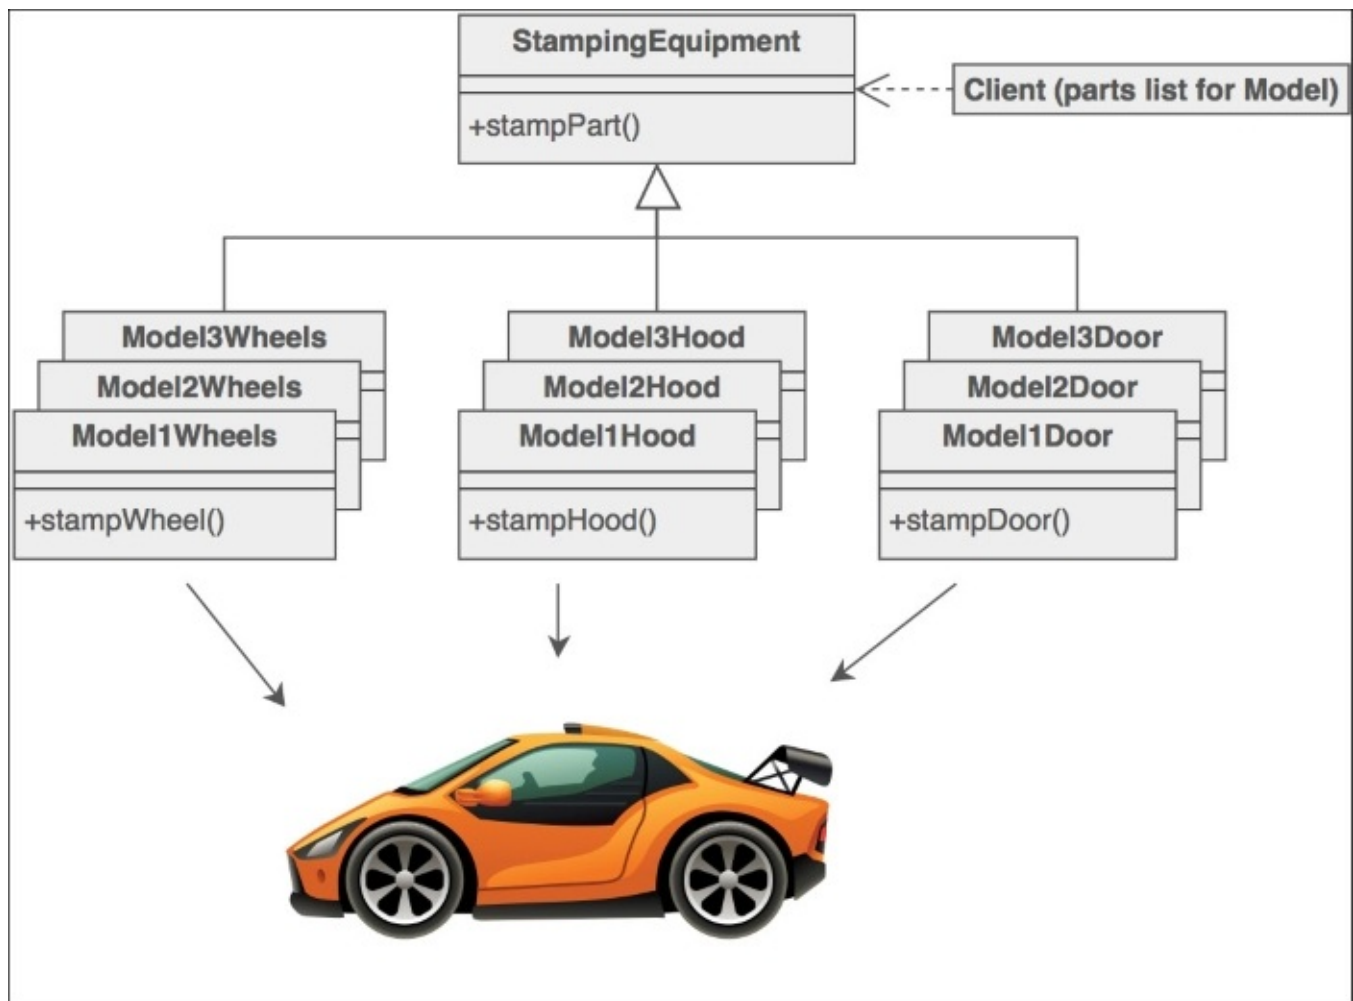 StampingEquipment
+stampPart()
Client (parts list for Model)
Model3Wheels
Model2Wheels
Model1Wheels
+stampWheel()
Model3Hood
Model2Hood
Model1Hood
+stampHood()
Model3Door
Model2Door
Model1Door
+stampDoor()